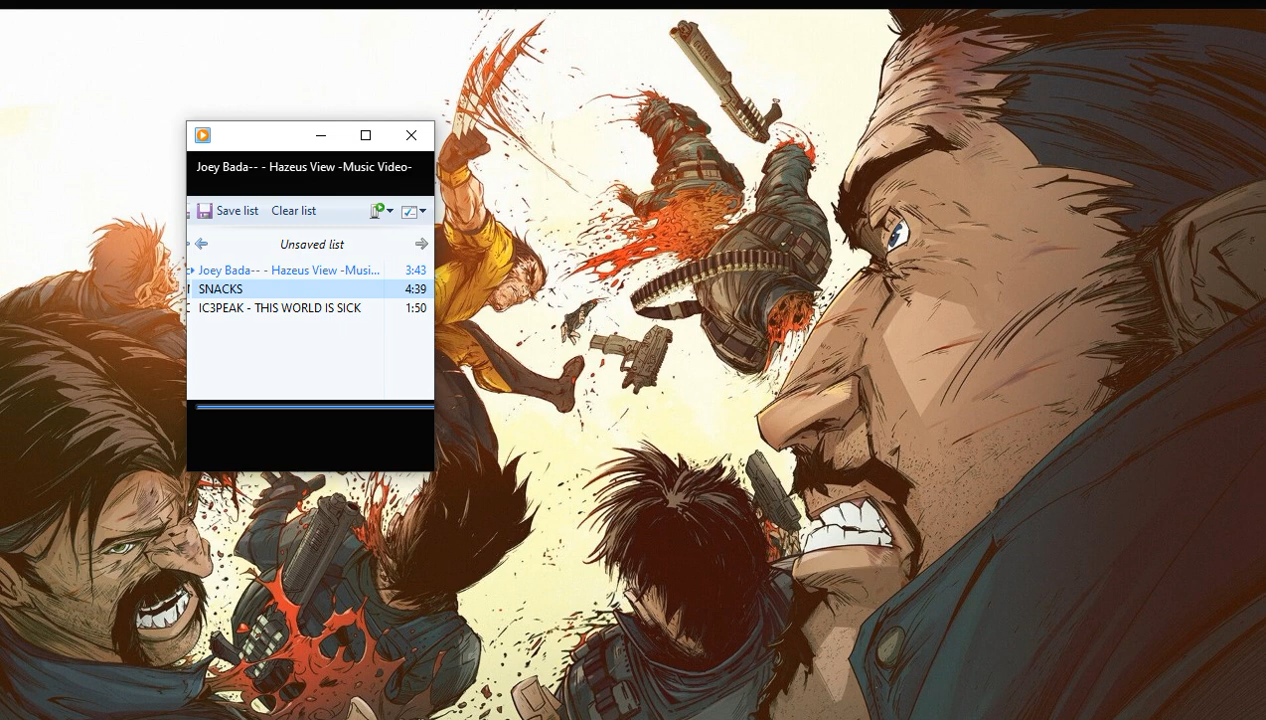 Joey Bada-- - Hazeus View -Music Video-
Save list Clear list
Unsaved list
Joey Bada-- - Hazeus View -Musi... 3:43
SNACKS 4:39
IC3PEAK - THIS WORLD IS SICK 1:50